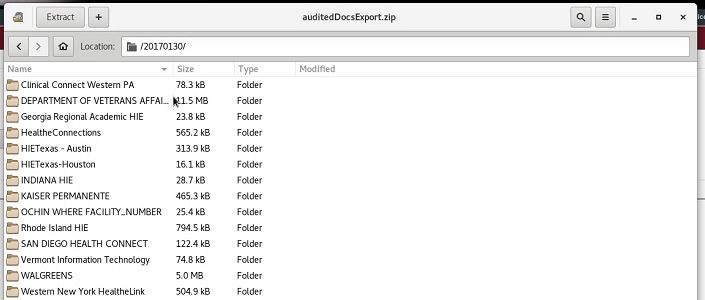 Extract + auditedDocsExport.zip
Location: /20170130/
Name Size Type Modified
Clinical Connect Western PA 78.3 kB Folder
DEPARTMENT OF VETERANS AFFAI... 11.5 MB Folder
Georgia Regional Academic HIE 23.8 kB Folder
HealtheConnections 565.2 kB Folder
HIETexas - Austin 313.9 kB Folder
HIETexas-Houston 16.1 kB Folder
INDIANA HIE 28.7 kB Folder
KAISER PERMANENTE 465.3 kB Folder
OCHIN WHERE FACILITY_NUMBER 25.4 kB Folder
Rhode Island HIE 794.5 kB Folder
SAN DIEGO HEALTH CONNECT 122.4 kB Folder
Vermont Information Technology 74.8 kB Folder
WALGREENS 5.0 MB Folder
Western New York HealtheLink 504.9 kB Folder